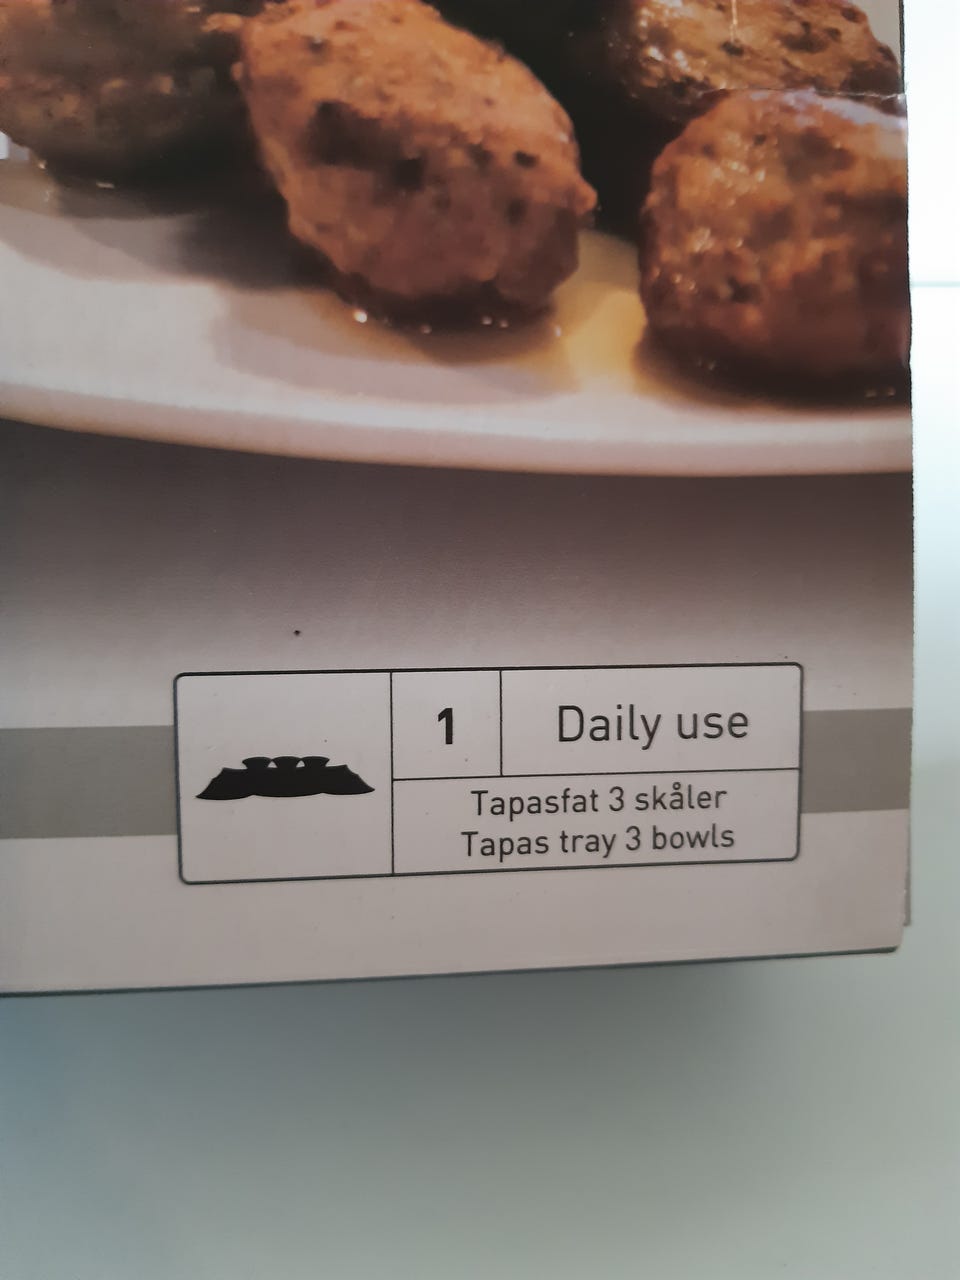 1
Daily use
Tapasfat 3 skåler
Tapas tray 3 bowls